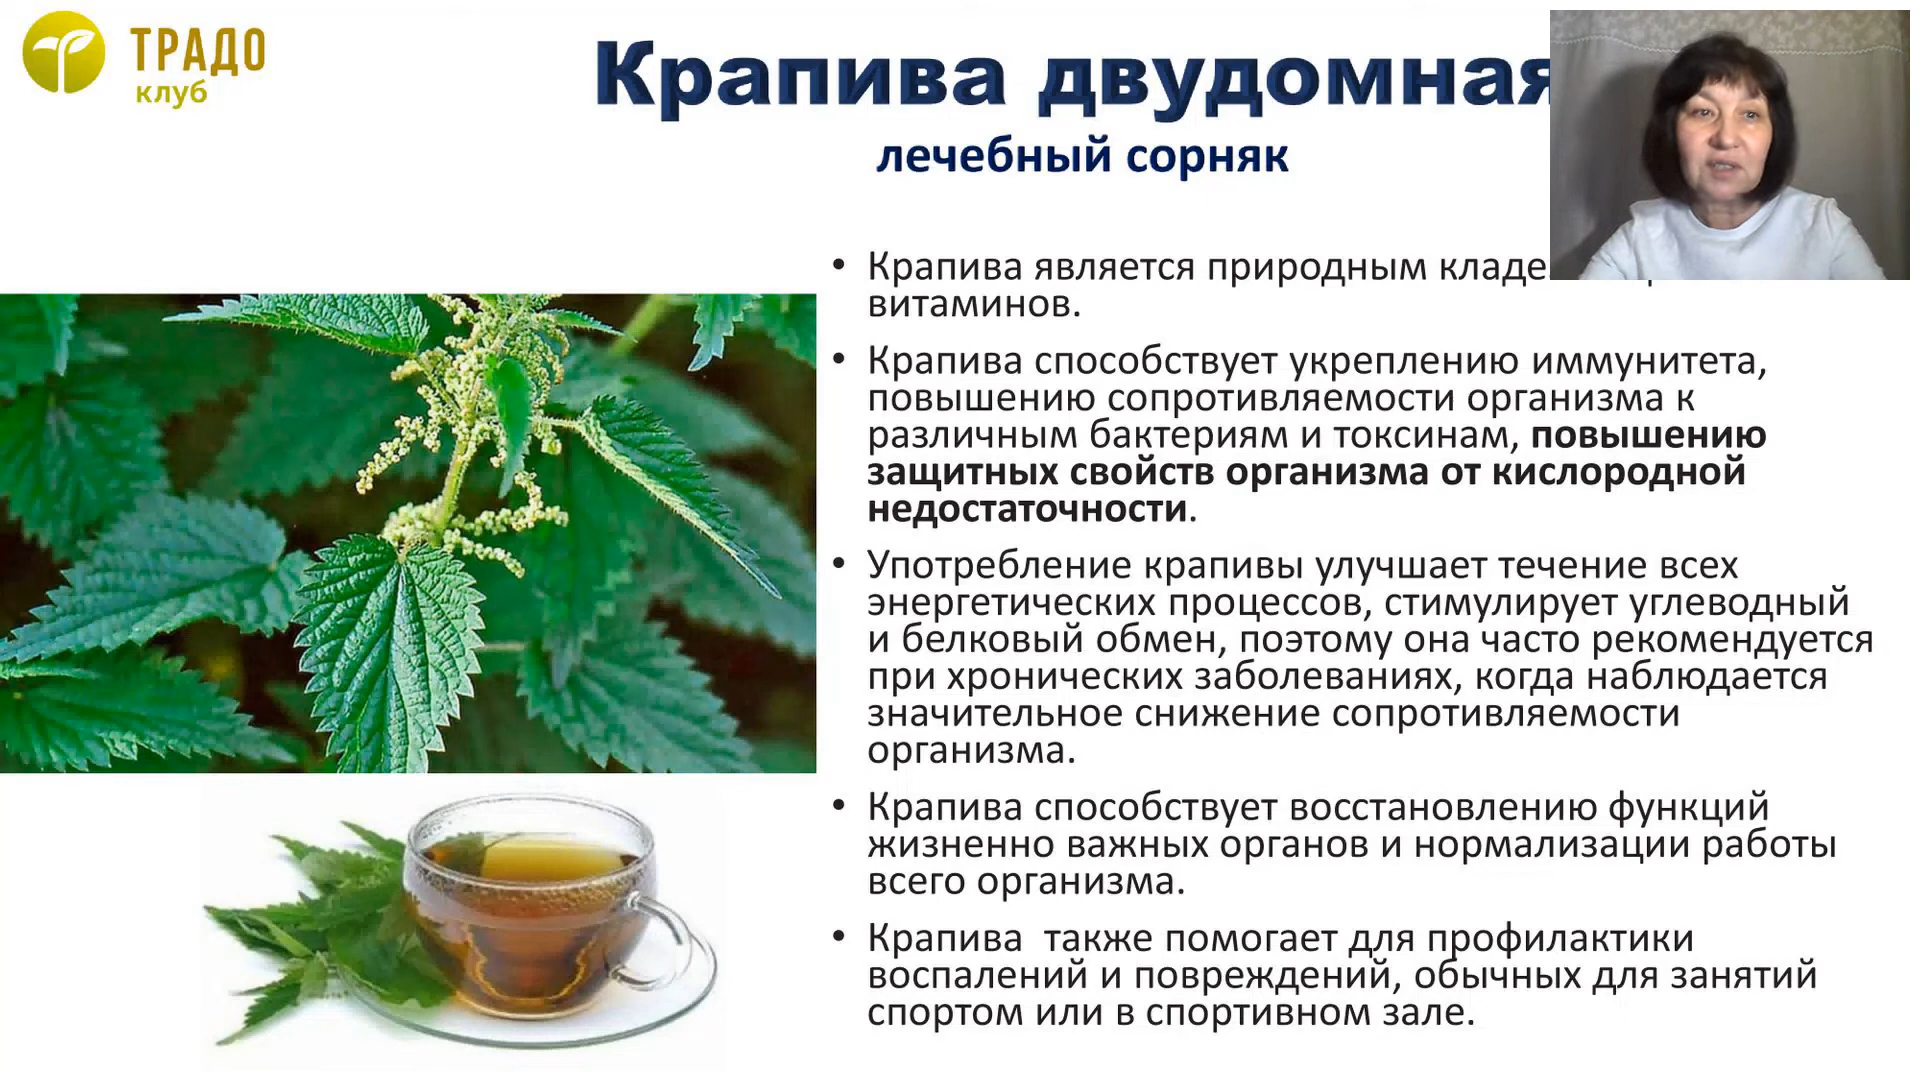 ТРАДО
клуб
Крапива двудомная
лечебный сорняк
• Крапива является природным
витаминов.
• Крапива способствует укреплению иммунитета,
повышению сопротивляемости организма к
различным бактериям и токсинам, повышению
защитных свойств организма от кислородной
недостаточности.
• Употребление крапивы улучшает течение всех
энергетических процессов, стимулирует углеводный
и белковый обмен, поэтому она часто рекомендуется
при хронических заболеваниях, когда наблюдается
значительное снижение сопротивляемости
организма.
• Крапива способствует восстановлению функций
жизненно важных органов и нормализации работы
всего организма.
• Крапива также помогает для профилактики
воспалений и повреждений, обычных для занятий
спортом или в спортивном зале.